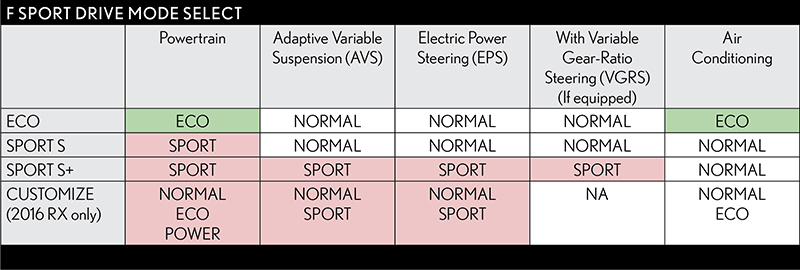 F SPORT DRIVE MODE SELECT
Powertrain
Adaptive Variable
Suspension (AVS)
Electric Power
Steering (EPS)
With Variable
Gear-Ratio
Steering (VGRS)
(If equipped)
Air
Conditioning
ECO ECO NORMAL NORMAL NORMAL ECO
SPORT S SPORT NORMAL NORMAL NORMAL NORMAL
SPORT S+ SPORT SPORT SPORT SPORT NORMAL
CUSTOMIZE NORMAL NORMAL NORMAL NA NORMAL
(2016 RX only) ECO SPORT SPORT ECO
POWER